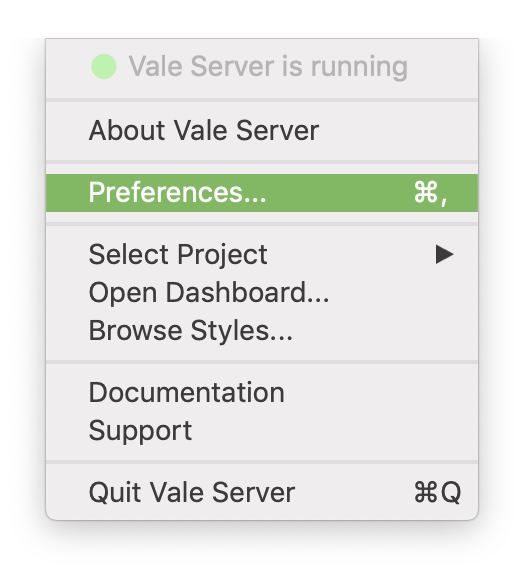 Vale Server is running
About Vale Server
Preferences... ⌘,
Select Project ▶
Open Dashboard...
Browse Styles...
Documentation
Support
Quit Vale Server ⌘Q